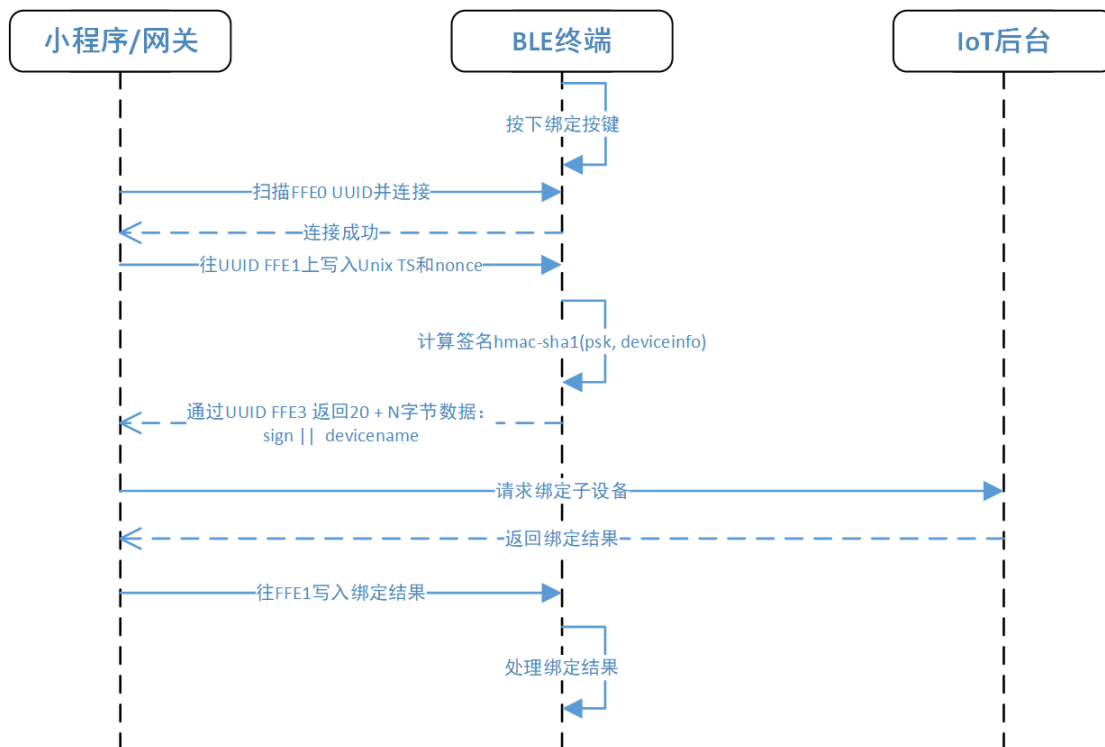 小程序/网关
BLE终端
IoT后台
按下绑定按键
扫描FFE0 UUID并连接
连接成功
往UUID FFE1上写入Unix TS和nonce
计算签名hmac-sha1(psk, deviceinfo)
通过UUID FFE3 返回20 + N字节数据：
sign || devicename
请求绑定子设备
返回绑定结果
往FFE1写入绑定结果
处理绑定结果